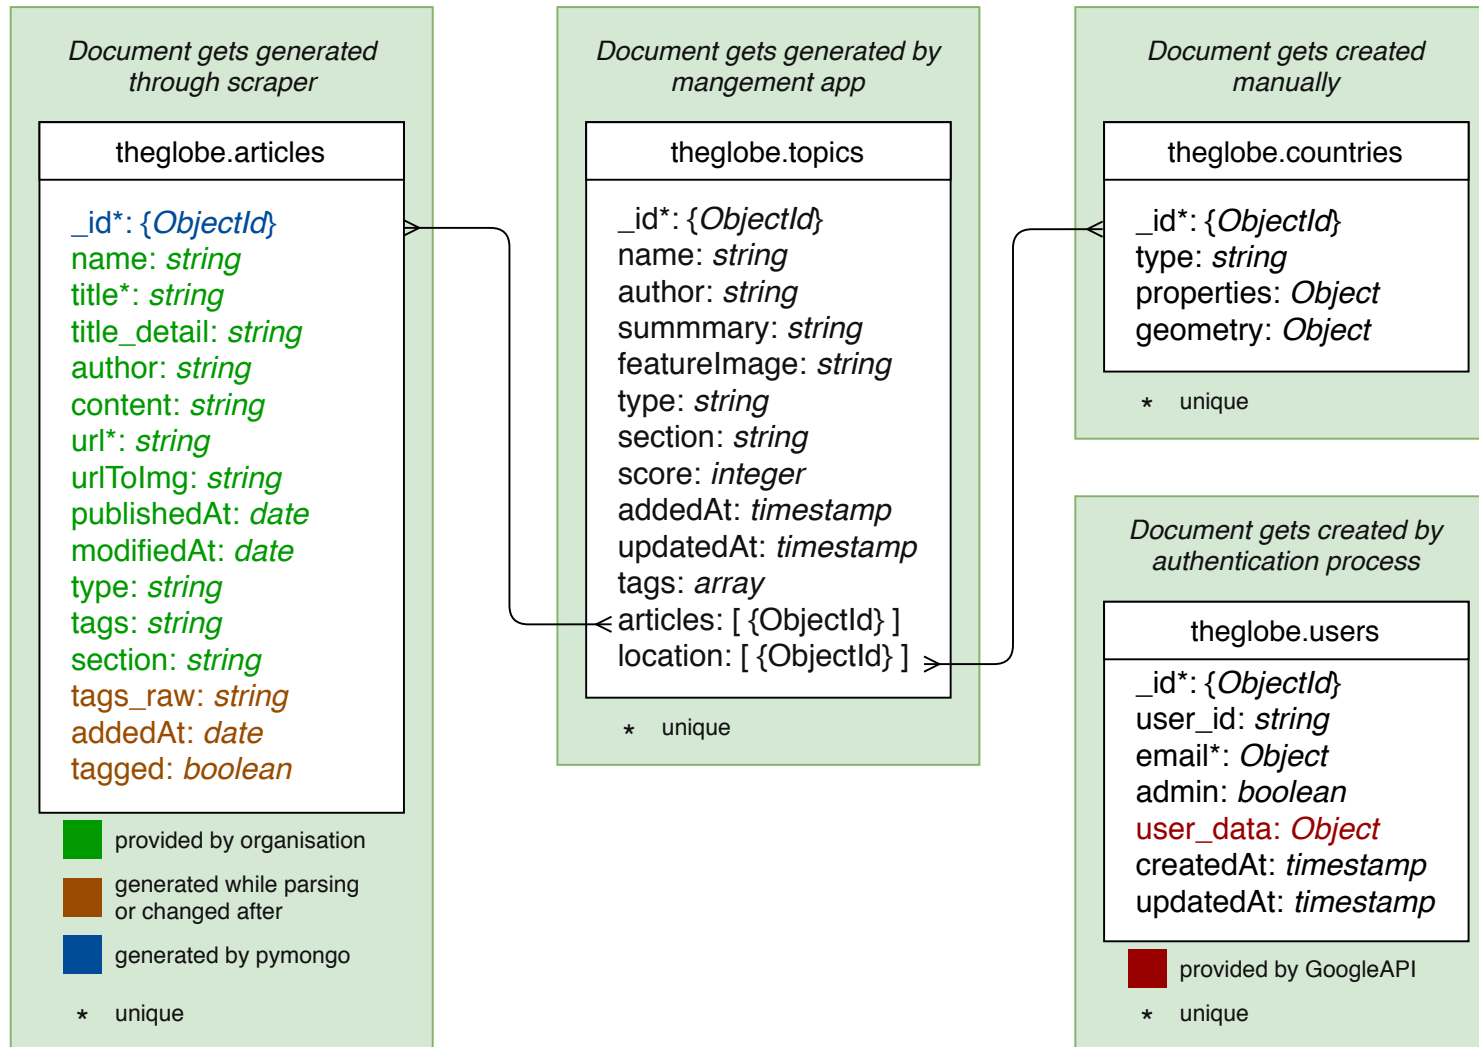 Document gets generated
through scraper
theglobe.articles
_id*: {ObjectId}
name: string
title*: string
title_detail: string
author: string
content: string
url*: string
urlToImg: string
publishedAt: date
modifiedAt: date
type: string
tags: string
section: string
tags_raw: string
addedAt: date
tagged: boolean
provided by organisation
generated while parsing
or changed after
generated by pymongo
* unique
Document gets generated by
mangement app
theglobe.topics
_id*: {ObjectId}
name: string
author: string
summmary: string
featureImage: string
type: string
section: string
score: integer
addedAt: timestamp
updatedAt: timestamp
tags: array
articles: [ {ObjectId} ]
location: [ {ObjectId} ]
* unique
Document gets created
manually
theglobe.countries
_id*: {ObjectId}
type: string
properties: Object
geometry: Object
* unique
Document gets created by
authentication process
theglobe.users
_id*: {ObjectId}
user_id: string
email*: Object
admin: boolean
user_data: Object
createdAt: timestamp
updatedAt: timestamp
provided by GoogleAPI
* unique